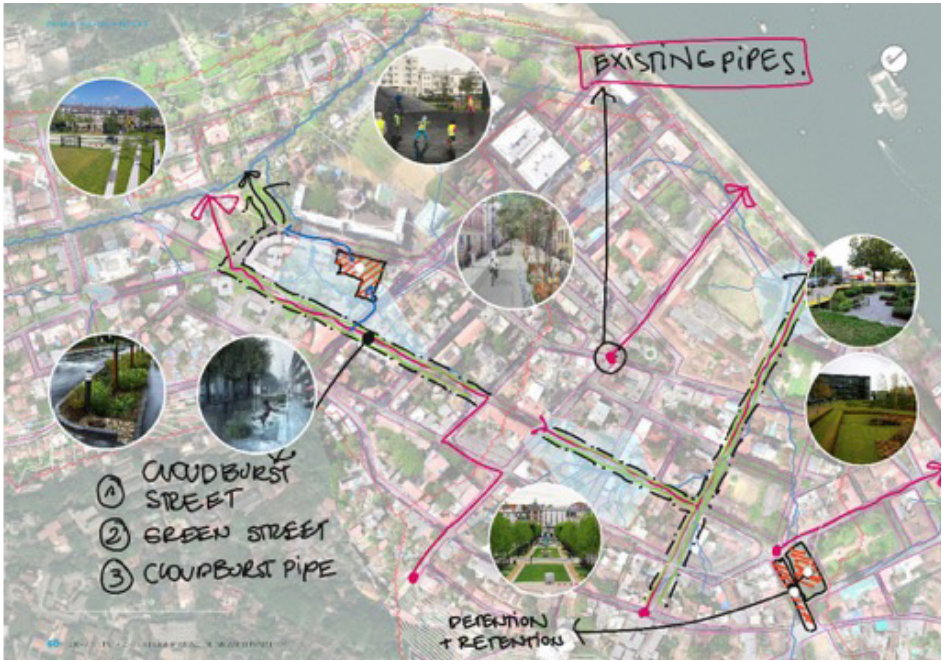 EXISTING PIPES.
① CLOUDBURST
STREET
② GREEN STREET
③ CLOUDBURST PIPE
DETENTION
+ RETENTION